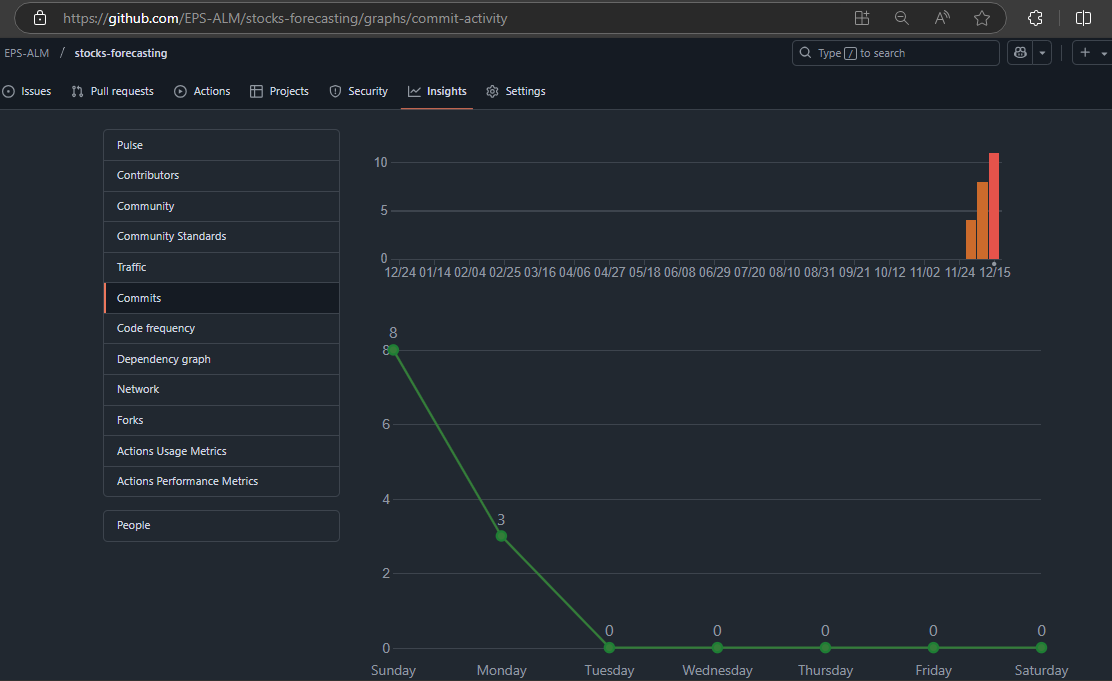 https://github.com/EPS-ALM/stocks-forecasting/graphs/commit-activity
EPS-ALM / stocks-forecasting
Type / to search
Issues Pull requests Actions Projects Security Insights Settings
Pulse
Contributors
Community
Community Standards
Traffic
Commits
Code frequency
Dependency graph
Network
Forks
Actions Usage Metrics
Actions Performance Metrics
People
10
5
0
12/24 01/14 02/04 02/25 03/16 04/06 04/27 05/18 06/08 06/29 07/20 08/10 08/31 09/21 10/12 11/02 11/24 12/15
8
8
6
4
3
2
0 0 0 0 0
0
Sunday Monday Tuesday Wednesday Thursday Friday Saturday